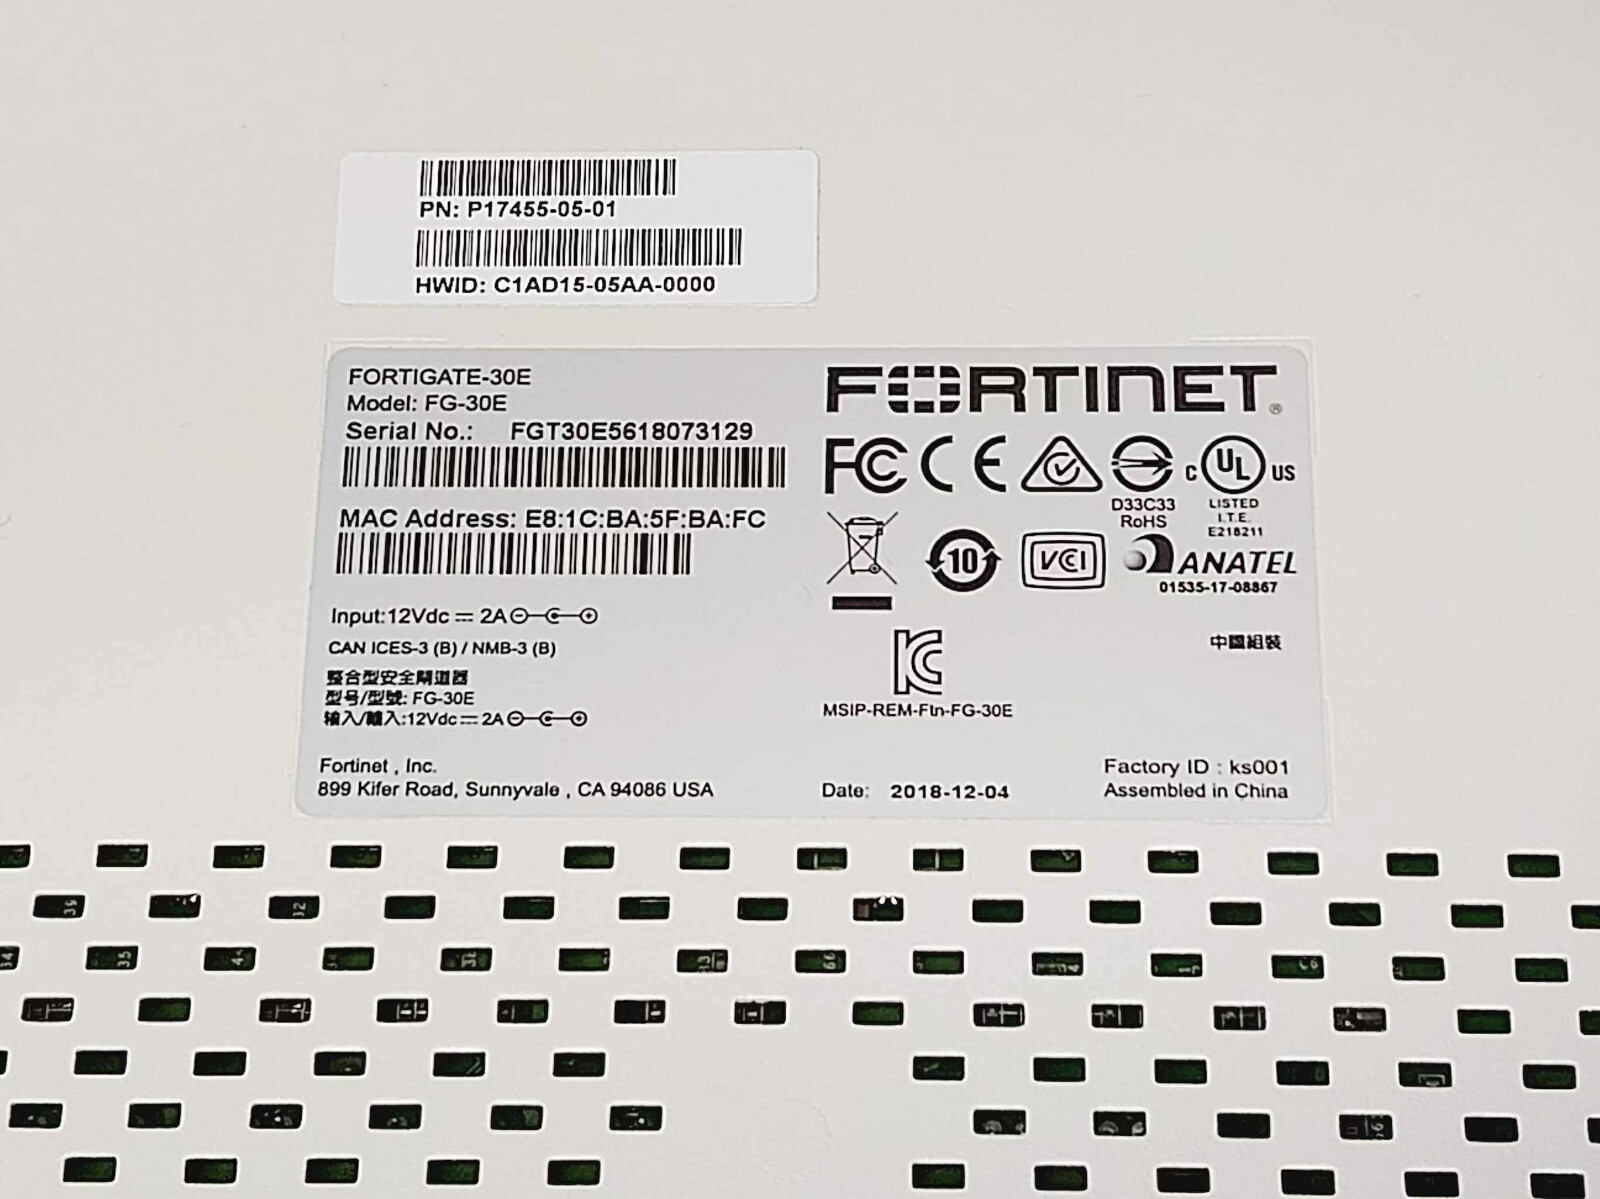 PN: P17455-05-01
HWID: C1AD15-05AA-0000
FORTIGATE-30E
Model: FG-30E
Serial No.: FGT30E5618073129
MAC Address: E8:1C:BA:5F:BA:FC
Input:12Vdc ⎓ 2A
CAN ICES-3 (B) / NMB-3 (B)
整合型安全閘道器
型号/型號: FG-30E
输入/輸入:12Vdc ⎓ 2A
Fortinet , Inc.
899 Kifer Road, Sunnyvale , CA 94086 USA
FORTINET®
FC CE
D33C33
RoHS
C UL US
LISTED
I.T.E.
E218211
10
VCI
ANATEL
01535-17-08867
KC
MSIP-REM-Ftn-FG-30E
中國組裝
Date: 2018-12-04
Factory ID : ks001
Assembled in China